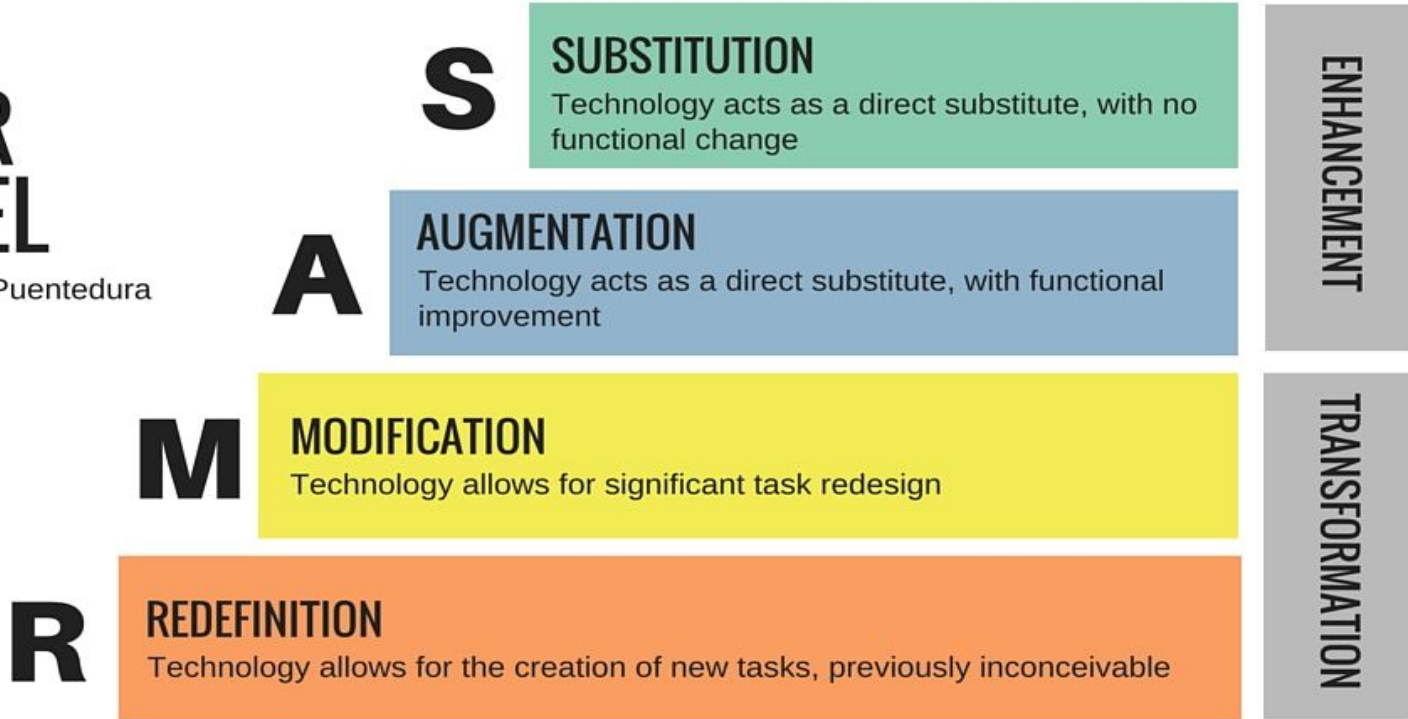 S
SUBSTITUTION
Technology acts as a direct substitute, with no
functional change
ENHANCEMENT
A
AUGMENTATION
Technology acts as a direct substitute, with functional
improvement
Puentedura
M
MODIFICATION
Technology allows for significant task redesign
TRANSFORMATION
R
REDEFINITION
Technology allows for the creation of new tasks, previously inconceivable